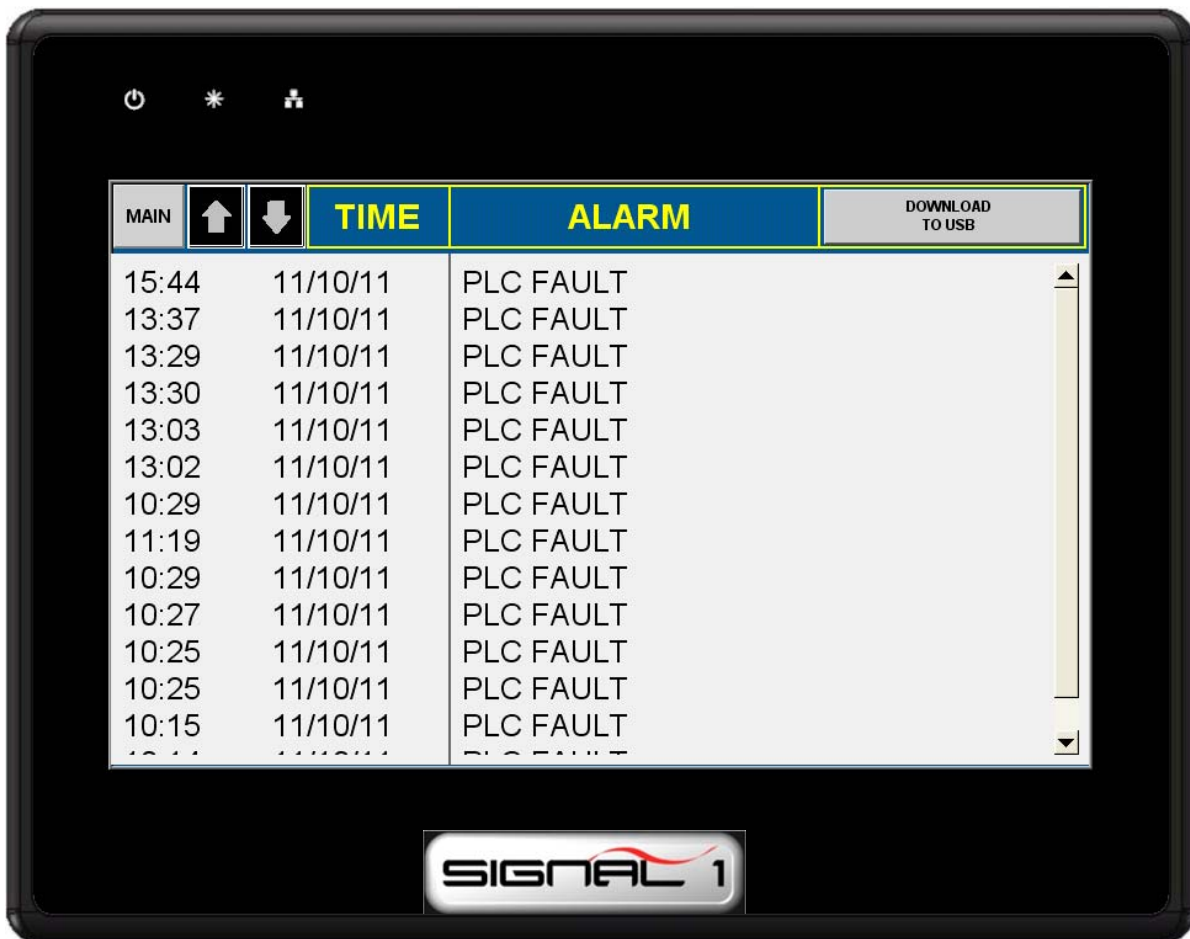 MAIN TIME ALARM DOWNLOAD
TO USB
15:44 11/10/11 PLC FAULT
13:37 11/10/11 PLC FAULT
13:29 11/10/11 PLC FAULT
13:30 11/10/11 PLC FAULT
13:03 11/10/11 PLC FAULT
13:02 11/10/11 PLC FAULT
10:29 11/10/11 PLC FAULT
11:19 11/10/11 PLC FAULT
10:29 11/10/11 PLC FAULT
10:27 11/10/11 PLC FAULT
10:25 11/10/11 PLC FAULT
10:25 11/10/11 PLC FAULT
10:15 11/10/11 PLC FAULT
SIGNAL 1